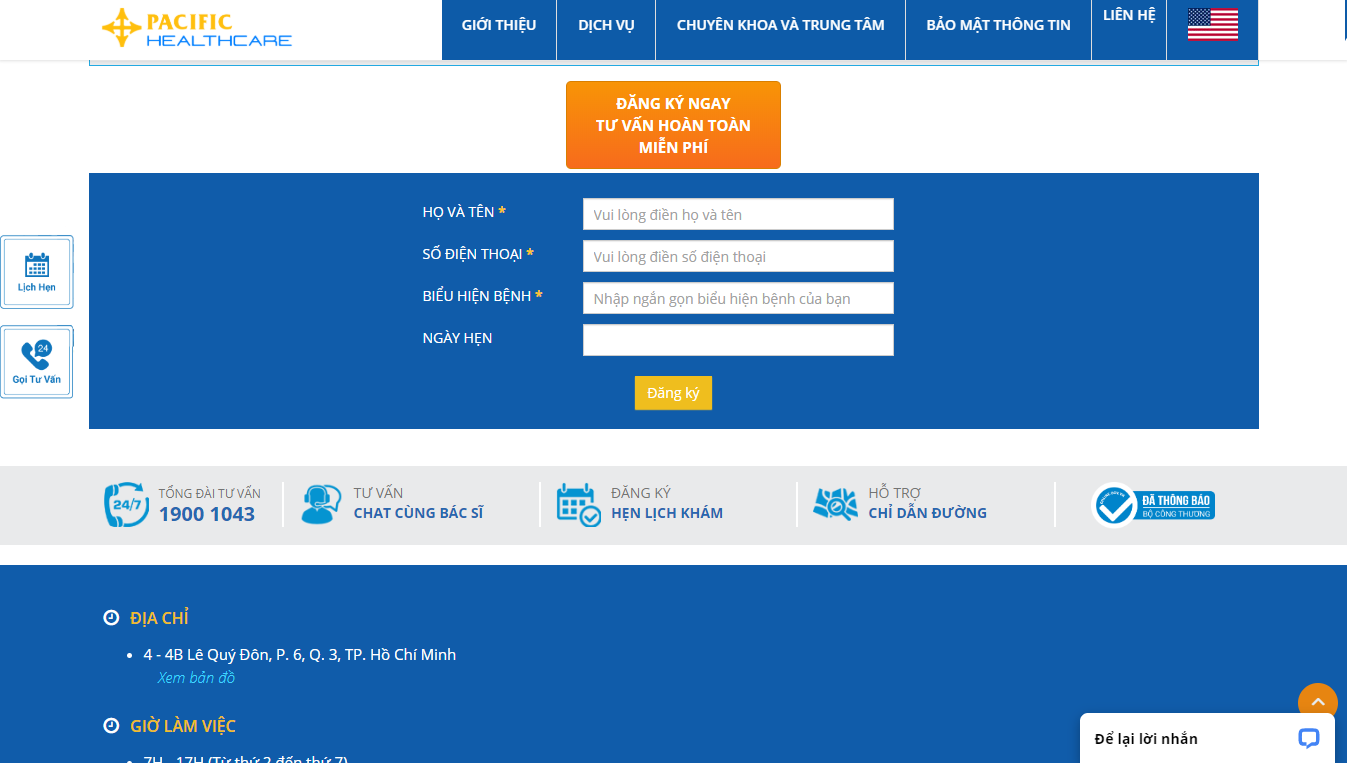 PACIFIC
HEALTHCARE
GIỚI THIỆU
DỊCH VỤ
CHUYÊN KHOA VÀ TRUNG TÂM
BẢO MẬT THÔNG TIN
LIÊN HỆ
ĐĂNG KÝ NGAY
TƯ VẤN HOÀN TOÀN
MIỄN PHÍ
HỌ VÀ TÊN *
Vui lòng điền họ và tên
SỐ ĐIỆN THOẠI *
Vui lòng điền số điện thoại
BIỂU HIỆN BỆNH *
Nhập ngắn gọn biểu hiện bệnh của bạn
NGÀY HẸN
Đăng ký
Lịch Hẹn
24
Gọi Tư Vấn
24/7
TỔNG ĐÀI TƯ VẤN
1900 1043
TƯ VẤN
CHAT CÙNG BÁC SĨ
ĐĂNG KÝ
HẸN LỊCH KHÁM
HỖ TRỢ
CHỈ DẪN ĐƯỜNG
ĐÃ THÔNG BÁO
BỘ CÔNG THƯƠNG
ĐỊA CHỈ
4 - 4B Lê Quý Đôn, P. 6, Q. 3, TP. Hồ Chí Minh
Xem bản đồ
GIỜ LÀM VIỆC
7H - 17H (Từ thứ 2 đến thứ 7)
Để lại lời nhắn